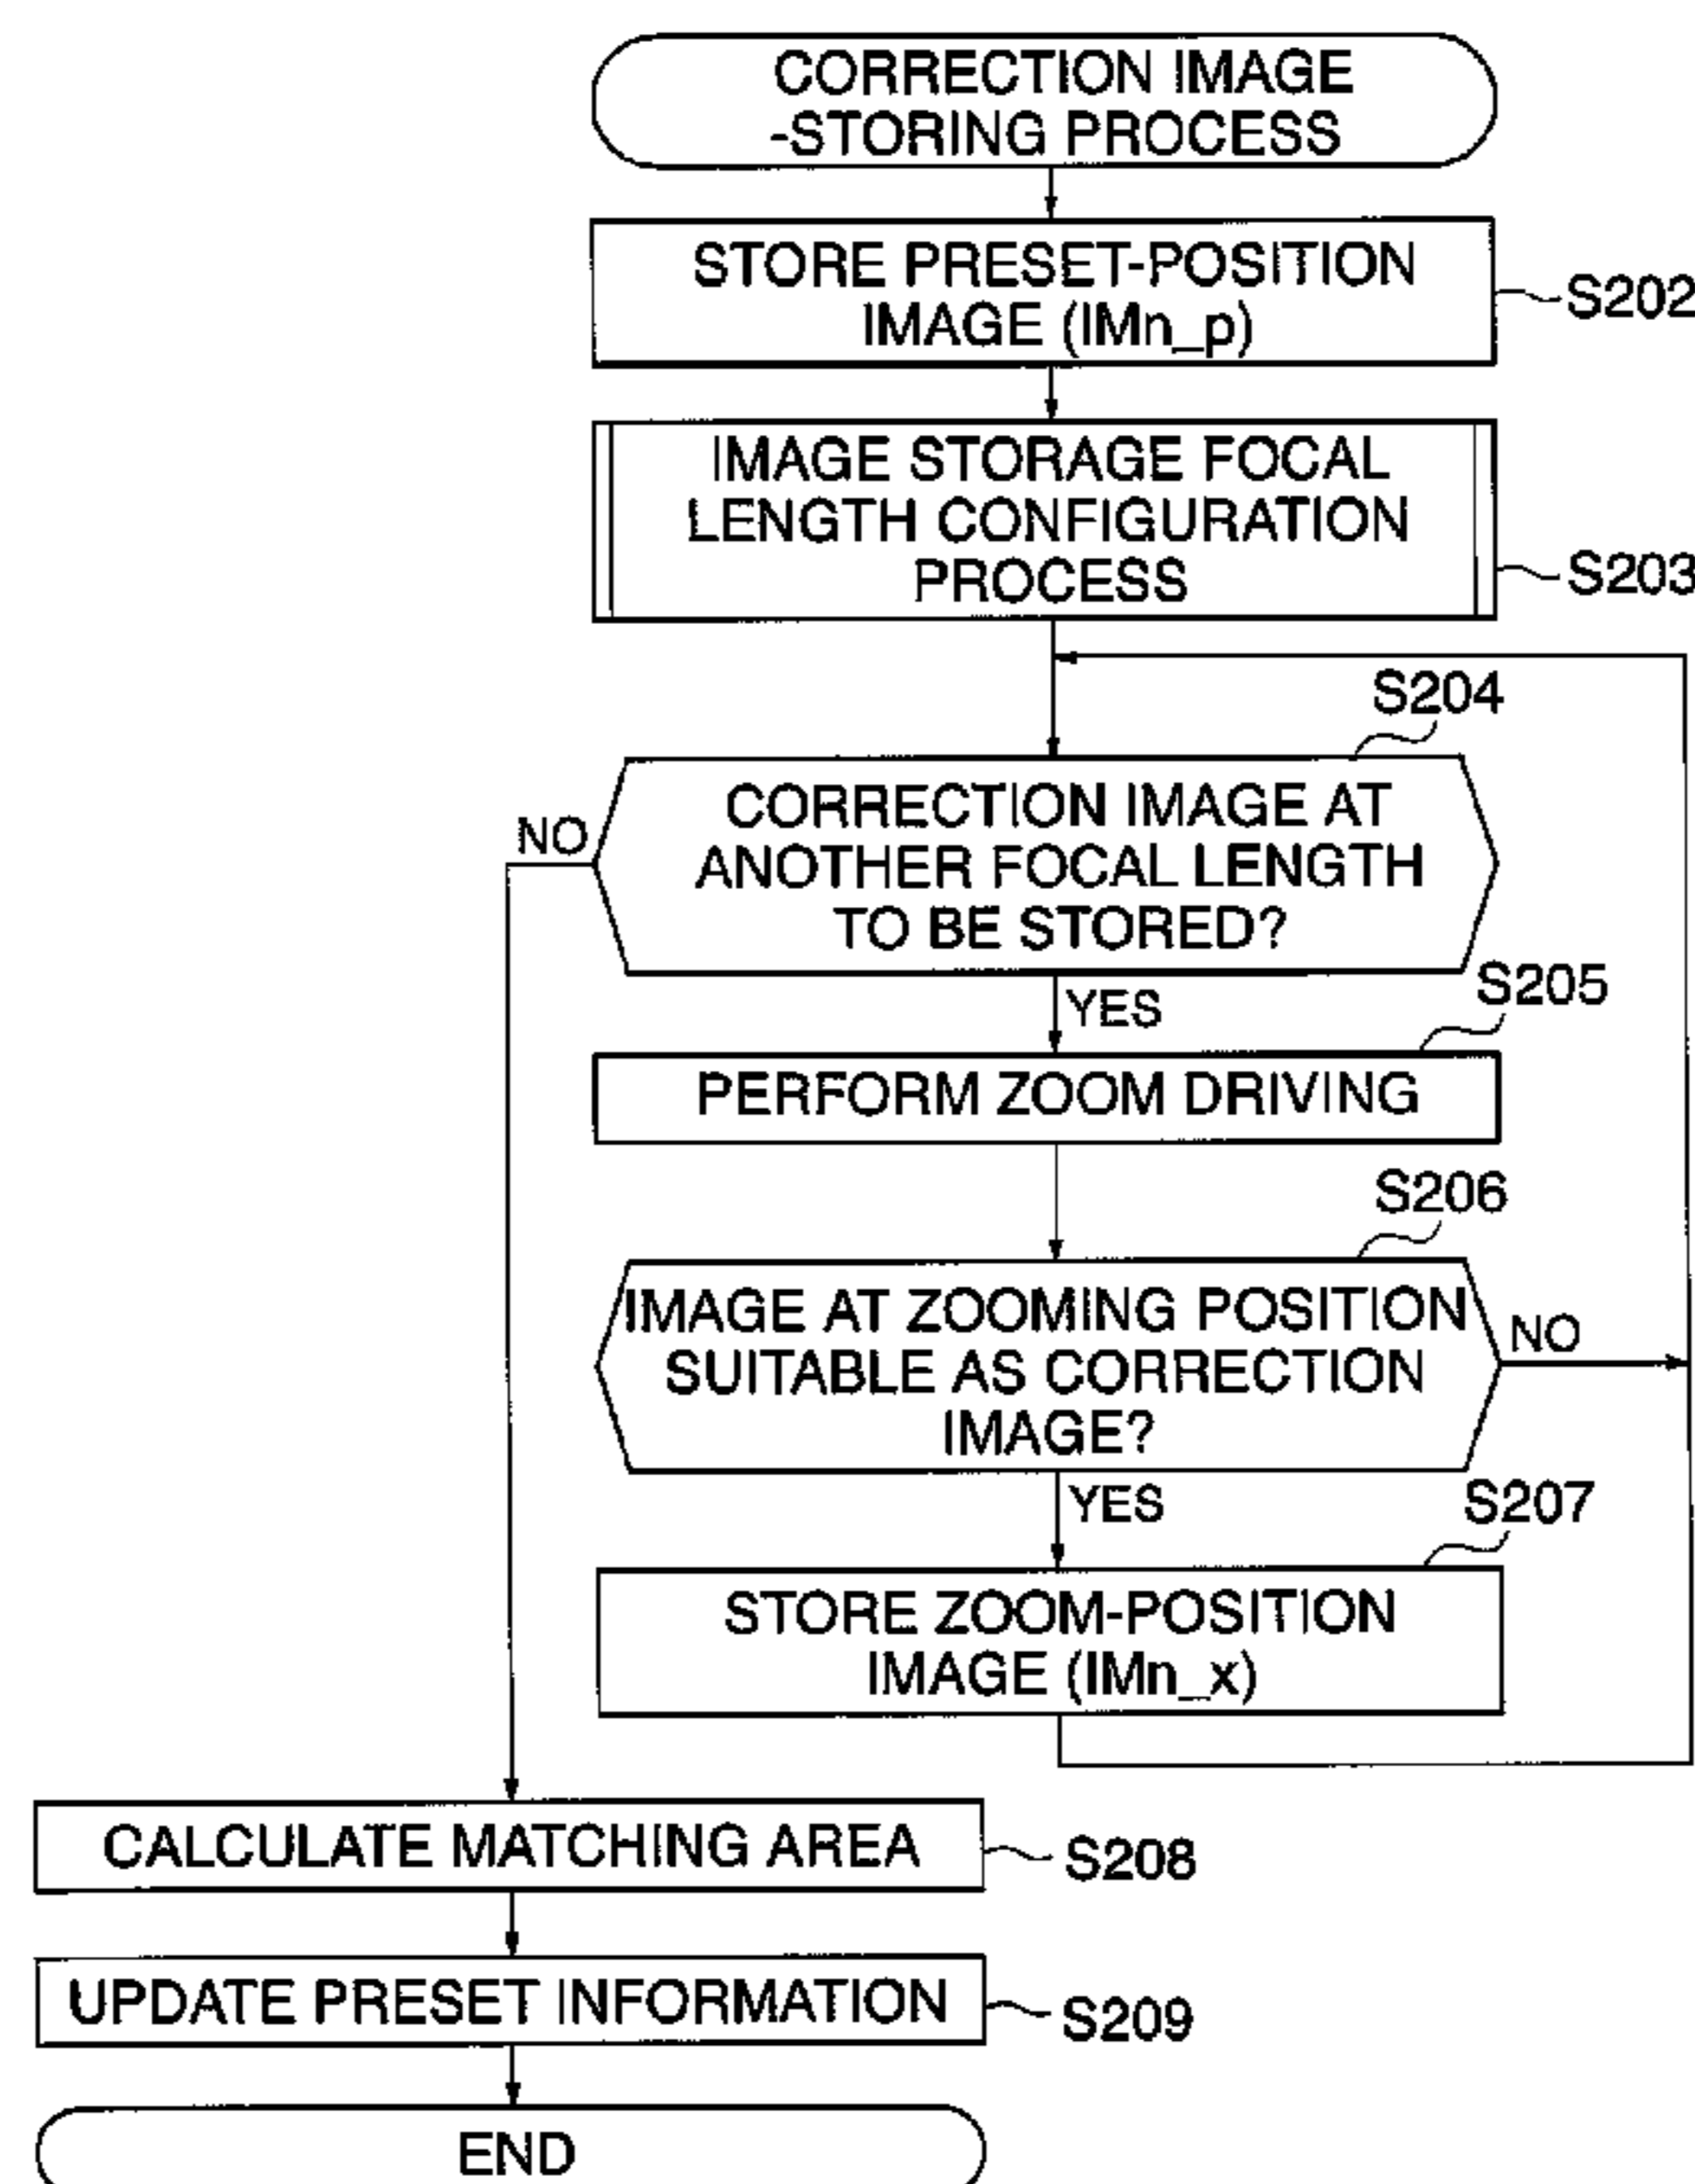 CORRECTION IMAGE
-STORING PROCESS
STORE PRESET-POSITION
IMAGE (IMn_p)
S202
IMAGE STORAGE FOCAL
LENGTH CONFIGURATION
PROCESS
S203
S204
CORRECTION IMAGE AT
ANOTHER FOCAL LENGTH
TO BE STORED?
NO
YES
S205
PERFORM ZOOM DRIVING
S206
IMAGE AT ZOOMING POSITION
SUITABLE AS CORRECTION
IMAGE?
NO
YES
S207
STORE ZOOM-POSITION
IMAGE (IMn_x)
CALCULATE MATCHING AREA
S208
UPDATE PRESET INFORMATION
S209
END